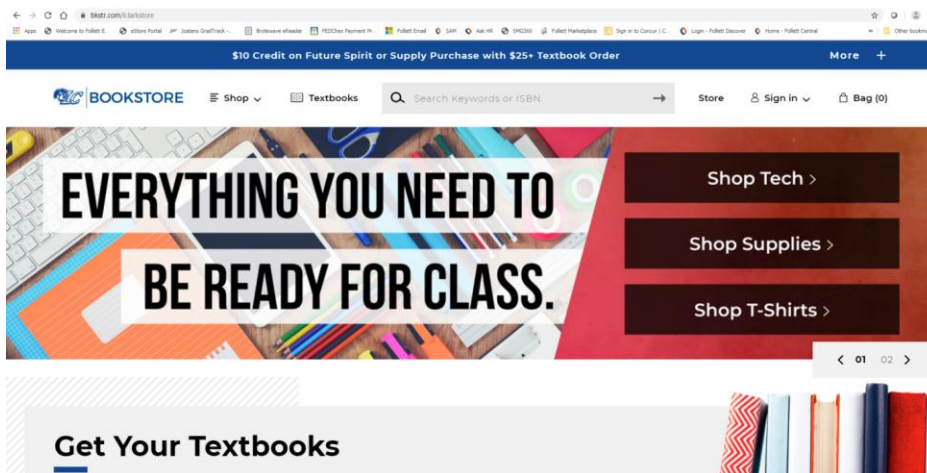 bkstr.com/lclarkstore
Apps Welcome to Follett E... eStore Portal Jostens GradTrack -... Brytewave eReader FEDChex Payment Pr... Follett Email SAM Ask HR SMG360 Follett Marketplace Sign in to Concur | C... Login - Follett Discover Home - Follett Central Other bookma
$10 Credit on Future Spirit or Supply Purchase with $25+ Textbook Order More +
LC BOOKSTORE Shop Textbooks Search Keywords or ISBN Store Sign in Bag (0)
EVERYTHING YOU NEED TO
BE READY FOR CLASS.
Shop Tech >
Shop Supplies >
Shop T-Shirts >
< 01 02 >
Get Your Textbooks